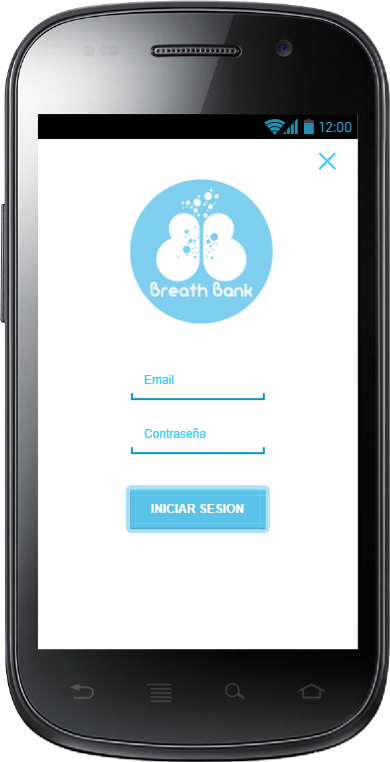 12:00
Breath Bank
Email
Contraseña
INICIAR SESION